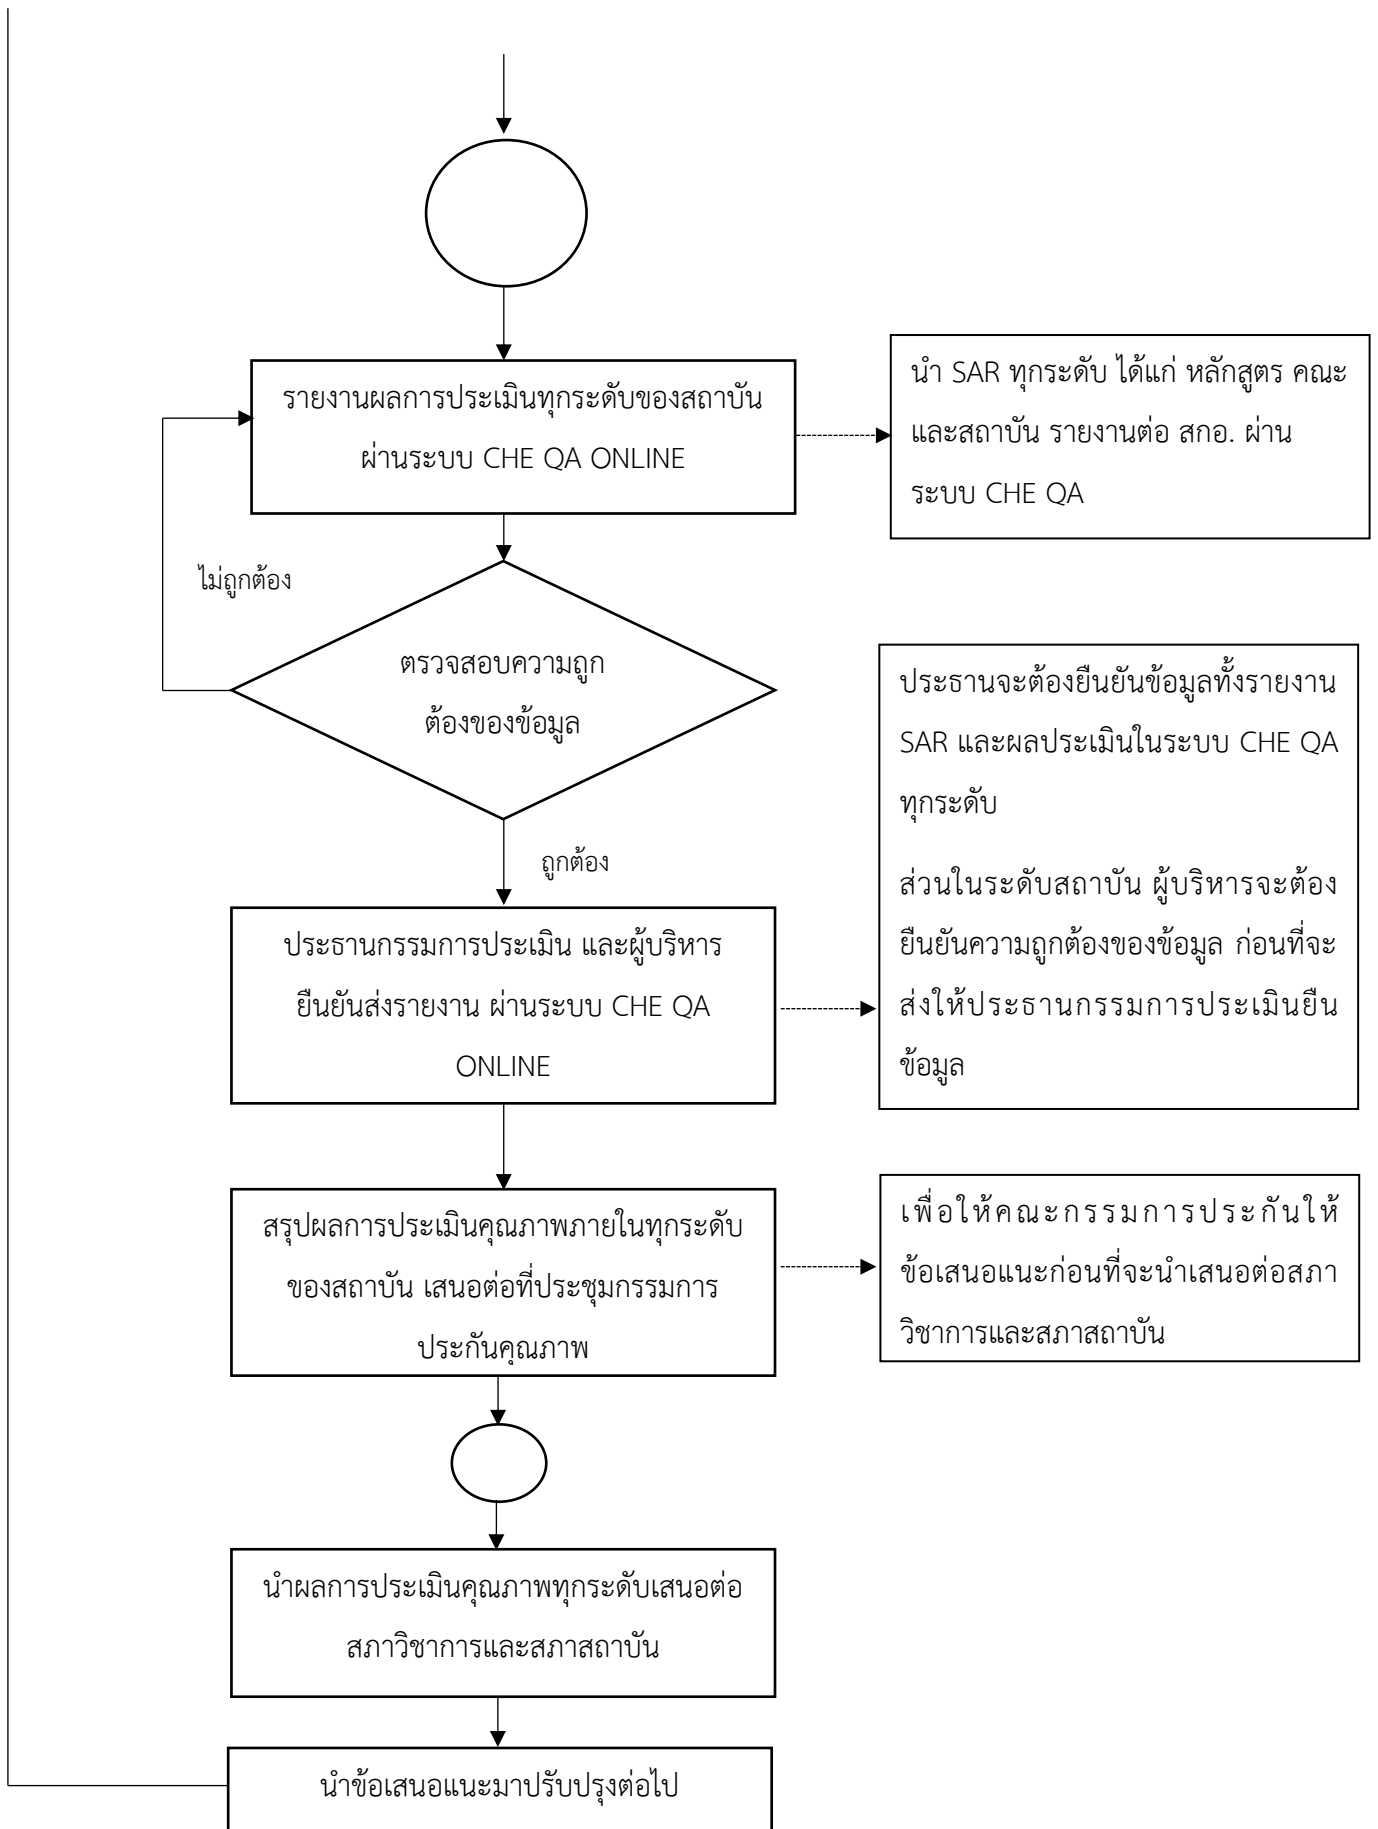 รายงานผลการประเมินทุกระดับของสถาบัน
ผ่านระบบ CHE QA ONLINE
นำ SAR ทุกระดับ ได้แก่ หลักสูตร คณะ
และสถาบัน รายงานต่อ สกอ. ผ่าน
ระบบ CHE QA
ไม่ถูกต้อง
ตรวจสอบความถูก
ต้องของข้อมูล
ถูกต้อง
ประธานกรรมการประเมิน และผู้บริหาร
ยืนยันส่งรายงาน ผ่านระบบ CHE QA
ONLINE
ประธานจะต้องยืนยันข้อมูลทั้งรายงาน
SAR และผลประเมินในระบบ CHE QA
ทุกระดับ
ส่วนในระดับสถาบัน ผู้บริหารจะต้อง
ยืนยันความถูกต้องของข้อมูล ก่อนที่จะ
ส่งให้ประธานกรรมการประเมินยืน
ข้อมูล
สรุปผลการประเมินคุณภาพภายในทุกระดับ
ของสถาบัน เสนอต่อที่ประชุมกรรมการ
ประกันคุณภาพ
เพื่อให้คณะกรรมการประกันให้
ข้อเสนอแนะก่อนที่จะนำเสนอต่อสภา
วิชาการและสภาสถาบัน
นำผลการประเมินคุณภาพทุกระดับเสนอต่อ
สภาวิชาการและสภาสถาบัน
นำข้อเสนอแนะมาปรับปรุงต่อไป